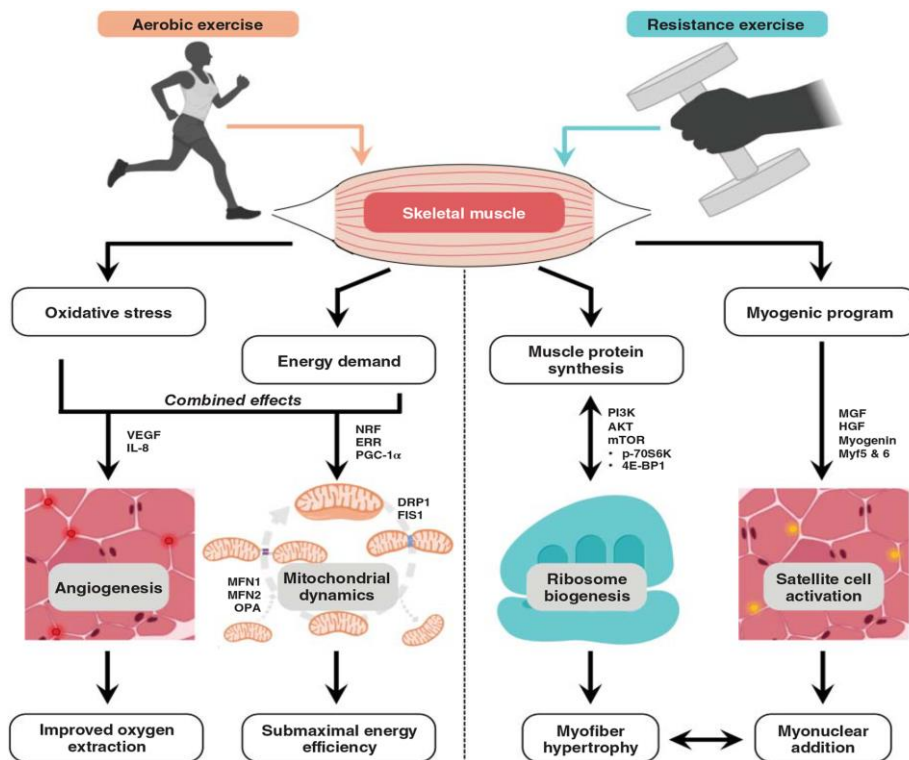 Aerobic exercise
Resistance exercise
Skeletal muscle
Oxidative stress
Energy demand
Muscle protein
synthesis
Myogenic program
Combined effects
VEGF
IL-8
NRF
ERR
PGC-1α
PI3K
AKT
mTOR
• p-70S6K
• 4E-BP1
MGF
HGF
Myogenin
Myf5 & 6
Angiogenesis
DRP1
FIS1
MFN1
MFN2
OPA
Mitochondrial
dynamics
Ribosome
biogenesis
Satellite cell
activation
Improved oxygen
extraction
Submaximal energy
efficiency
Myofiber
hypertrophy
Myonuclear
addition